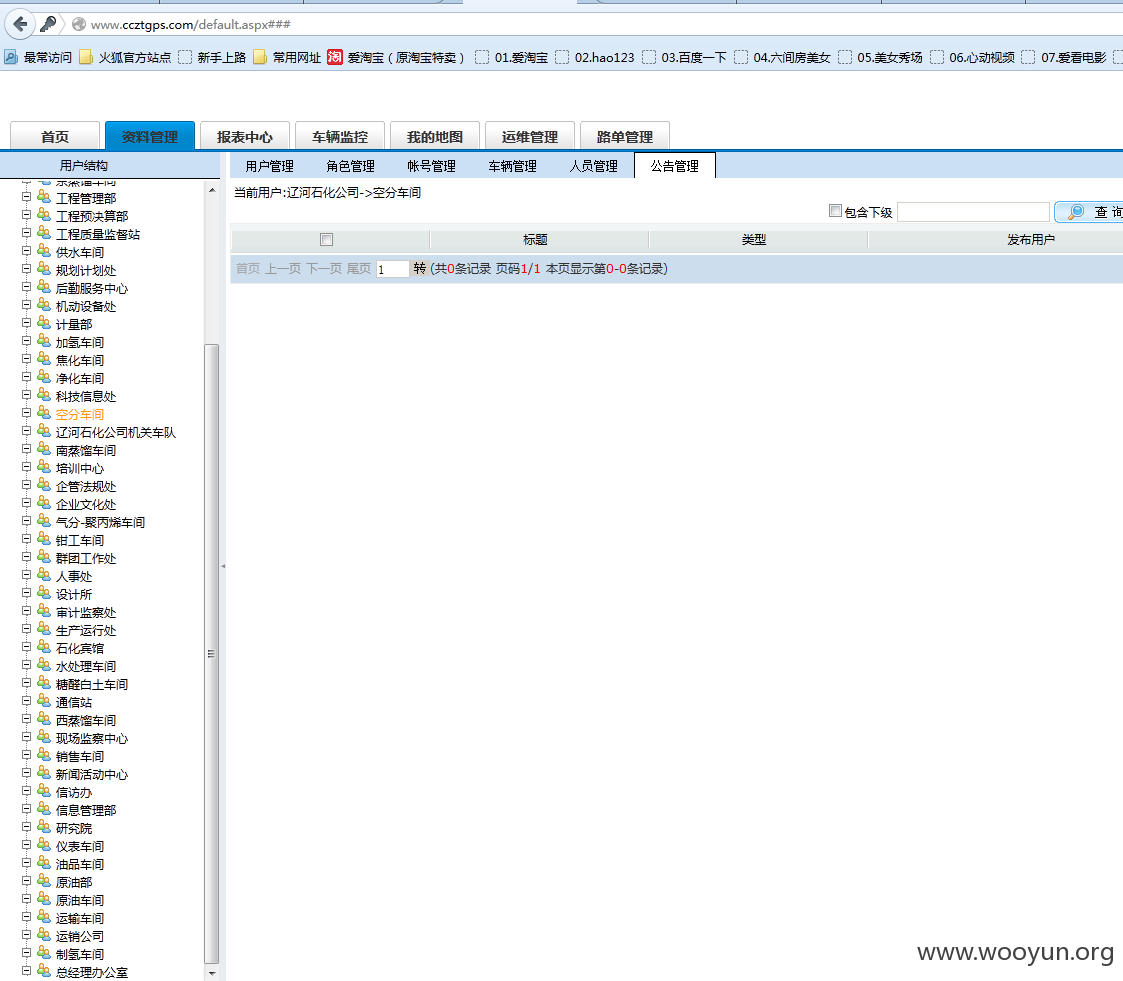 www.ccztgps.com/default.aspx###
最常访问 火狐官方站点 新手上路 常用网址 爱淘宝（原淘宝特卖） 01.爱淘宝 02.hao123 03.百度一下 04.六间房美女 05.美女秀场 06.心动视频 07.爱看电影
首页 资料管理 报表中心 车辆监控 我的地图 运维管理 路单管理
用户结构 用户管理 角色管理 帐号管理 车辆管理 人员管理 公告管理
当前用户:辽河石化公司->空分车间
包含下级 查 询
标题 类型 发布用户
首页 上一页 下一页 尾页 1 转 (共0条记录 页码1/1 本页显示第0-0条记录)
工程管理部
工程预决算部
工程质量监督站
供水车间
规划计划处
后勤服务中心
机动设备处
计量部
加氢车间
焦化车间
净化车间
科技信息处
空分车间
辽河石化公司机关车队
南蒸馏车间
培训中心
企管法规处
企业文化处
气分-聚丙烯车间
钳工车间
群团工作处
人事处
设计所
审计监察处
生产运行处
石化宾馆
水处理车间
糖醛白土车间
通信站
西蒸馏车间
现场监察中心
销售车间
新闻活动中心
信访办
信息管理部
研究院
仪表车间
油品车间
原油部
原油车间
运输车间
运销公司
制氢车间
总经理办公室
www.wooyun.org